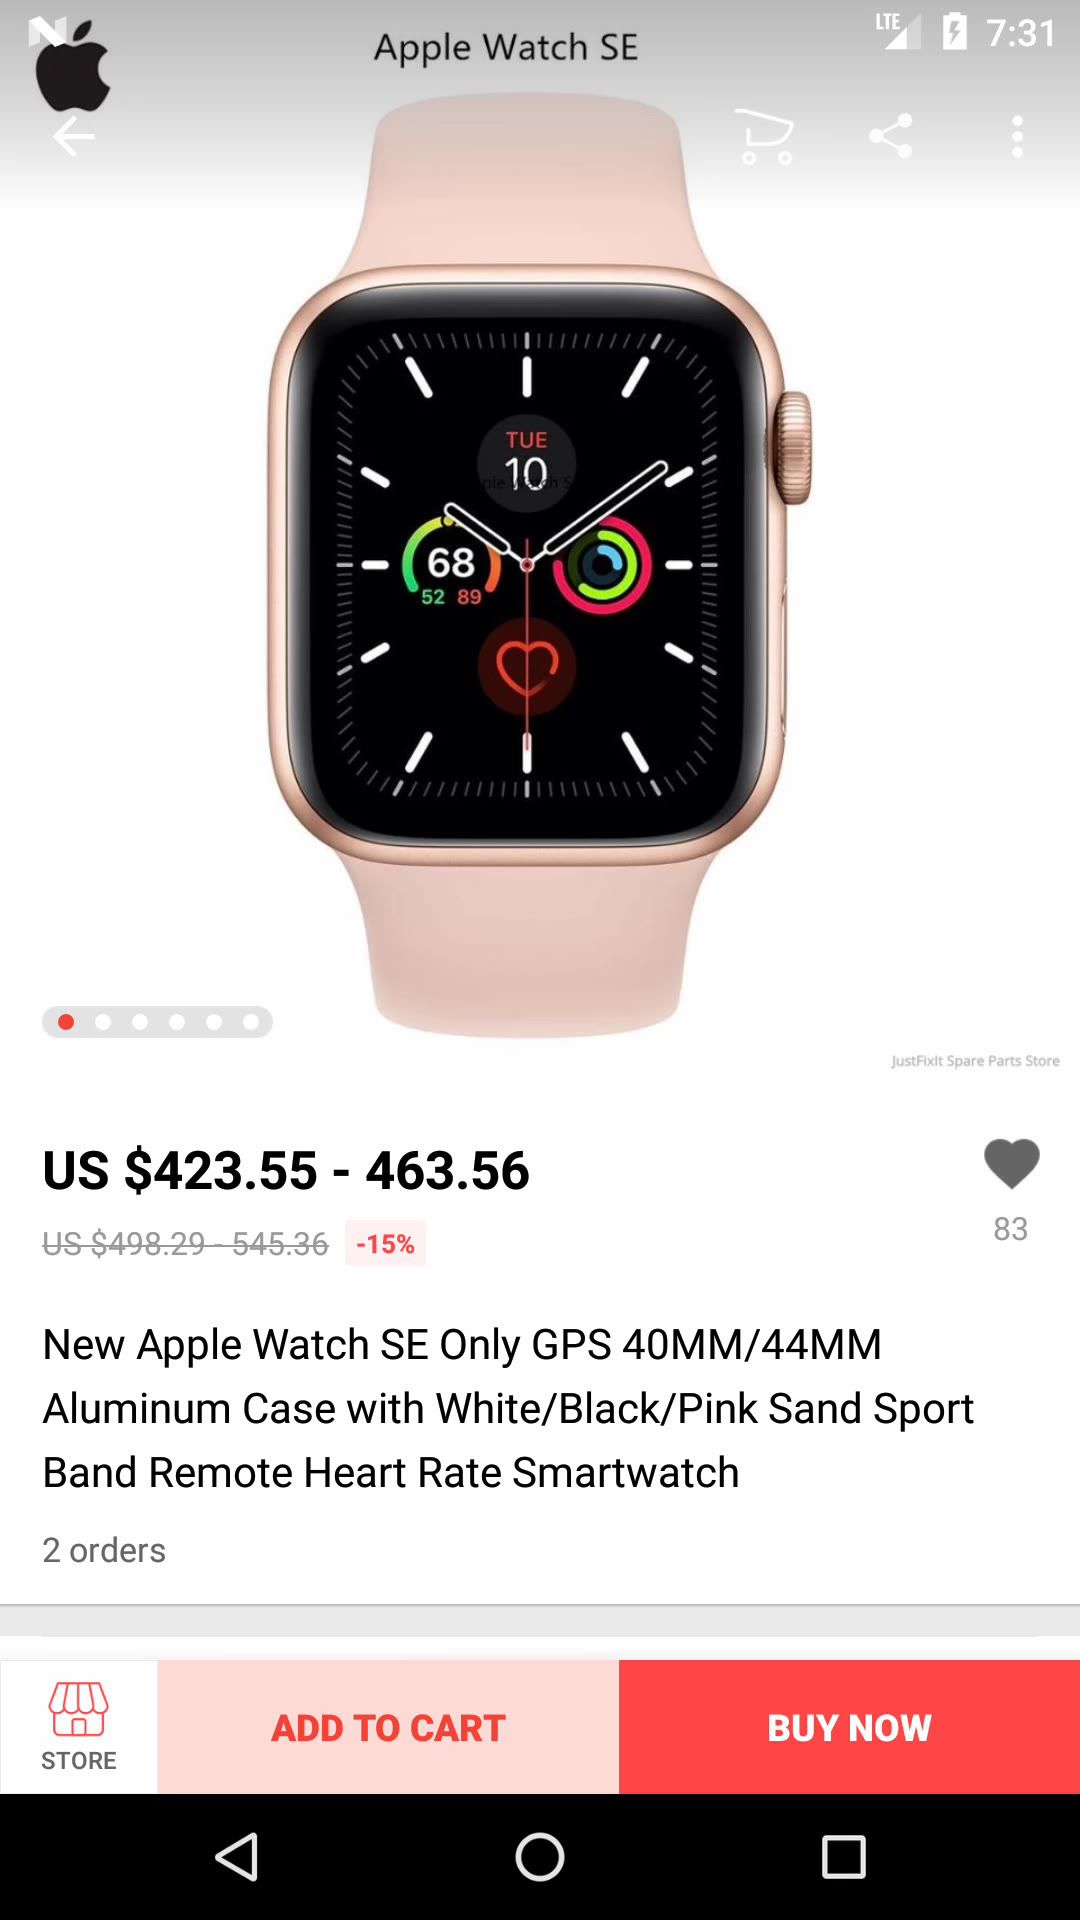 LTE
7:31
Apple Watch SE
TUE
10
68
52 89
JustFixIt Spare Parts Store
US $423.55 - 463.56
83
US $498.29 - 545.36
-15%
New Apple Watch SE Only GPS 40MM/44MM
Aluminum Case with White/Black/Pink Sand Sport
Band Remote Heart Rate Smartwatch
2 orders
STORE
ADD TO CART
BUY NOW